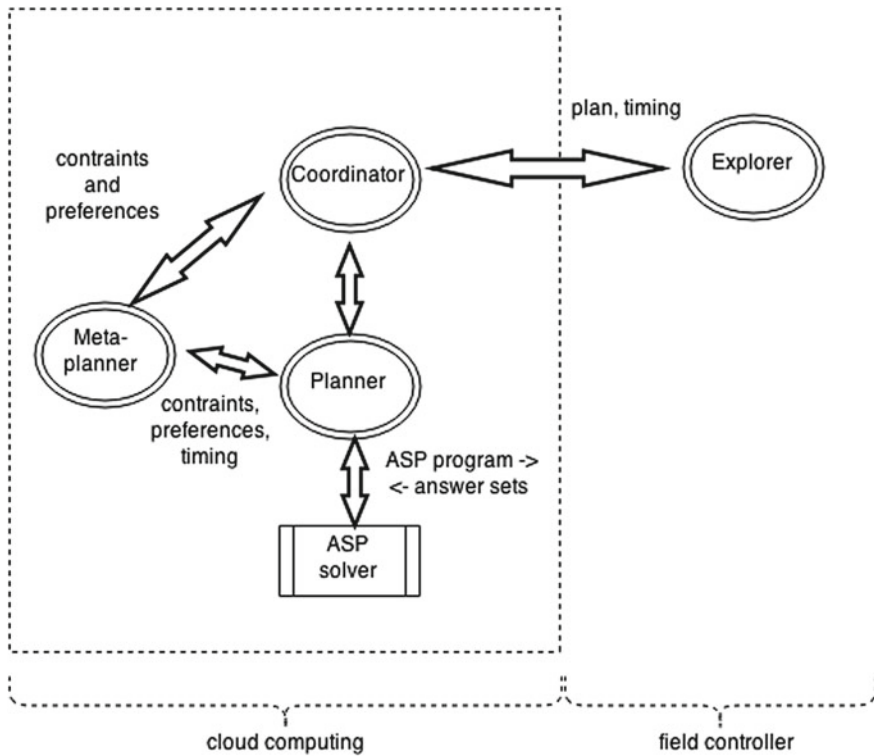 plan, timing
Coordinator
Explorer
contraints
and
preferences
Meta-
planner
Planner
contraints,
preferences,
timing
ASP program ->
<- answer sets
ASP
solver
cloud computing
field controller